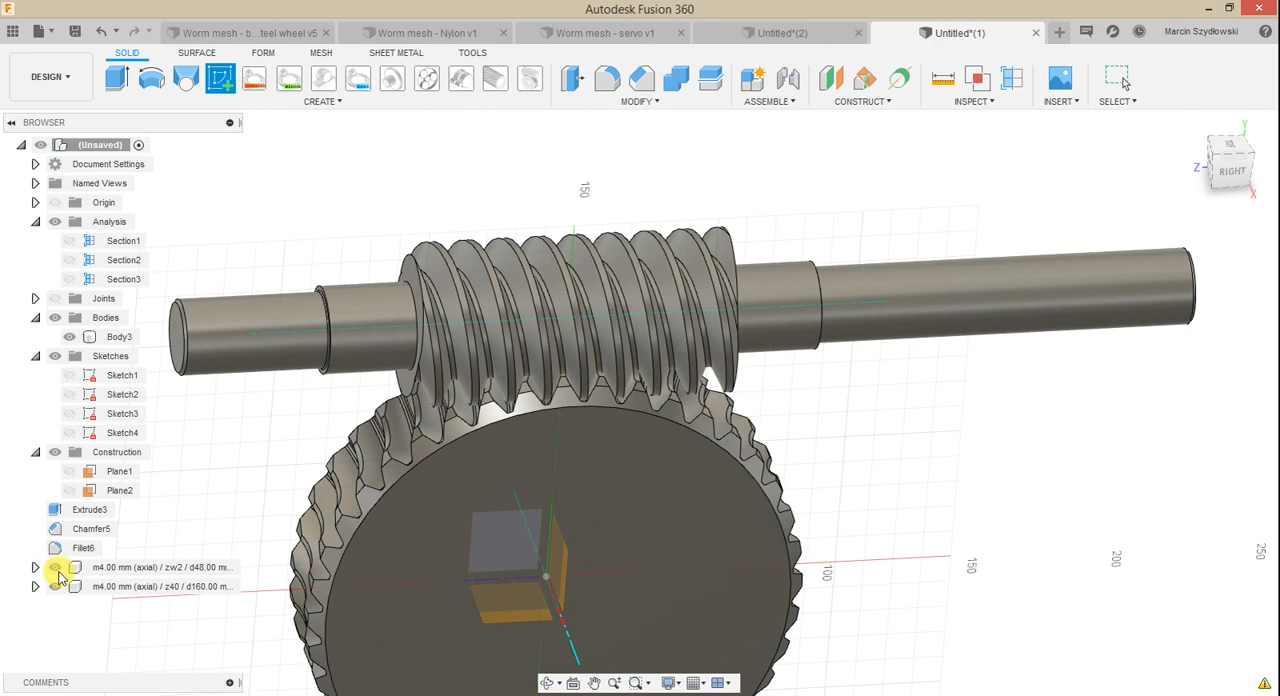 Autodesk Fusion 360
Worm mesh - b...teel wheel v5
Worm mesh - Nylon v1
Worm mesh - servo v1
Untitled*(2)
Untitled*(1)
Marcin Szydłowski
DESIGN
SOLID
SURFACE
FORM
MESH
SHEET METAL
TOOLS
CREATE
MODIFY
ASSEMBLE
CONSTRUCT
INSPECT
INSERT
SELECT
BROWSER
(Unsaved)
Document Settings
Named Views
Origin
Analysis
Section1
Section2
Section3
Joints
Bodies
Body3
Sketches
Sketch1
Sketch2
Sketch3
Sketch4
Construction
Plane1
Plane2
Extrude3
Chamfer5
Fillet6
m4.00 mm (axial) / zw2 / d48.00 m...
m4.00 mm (axial) / z40 / d160.00 m...
150
Y
Z
RIGHT
X
100
150
200
250
COMMENTS